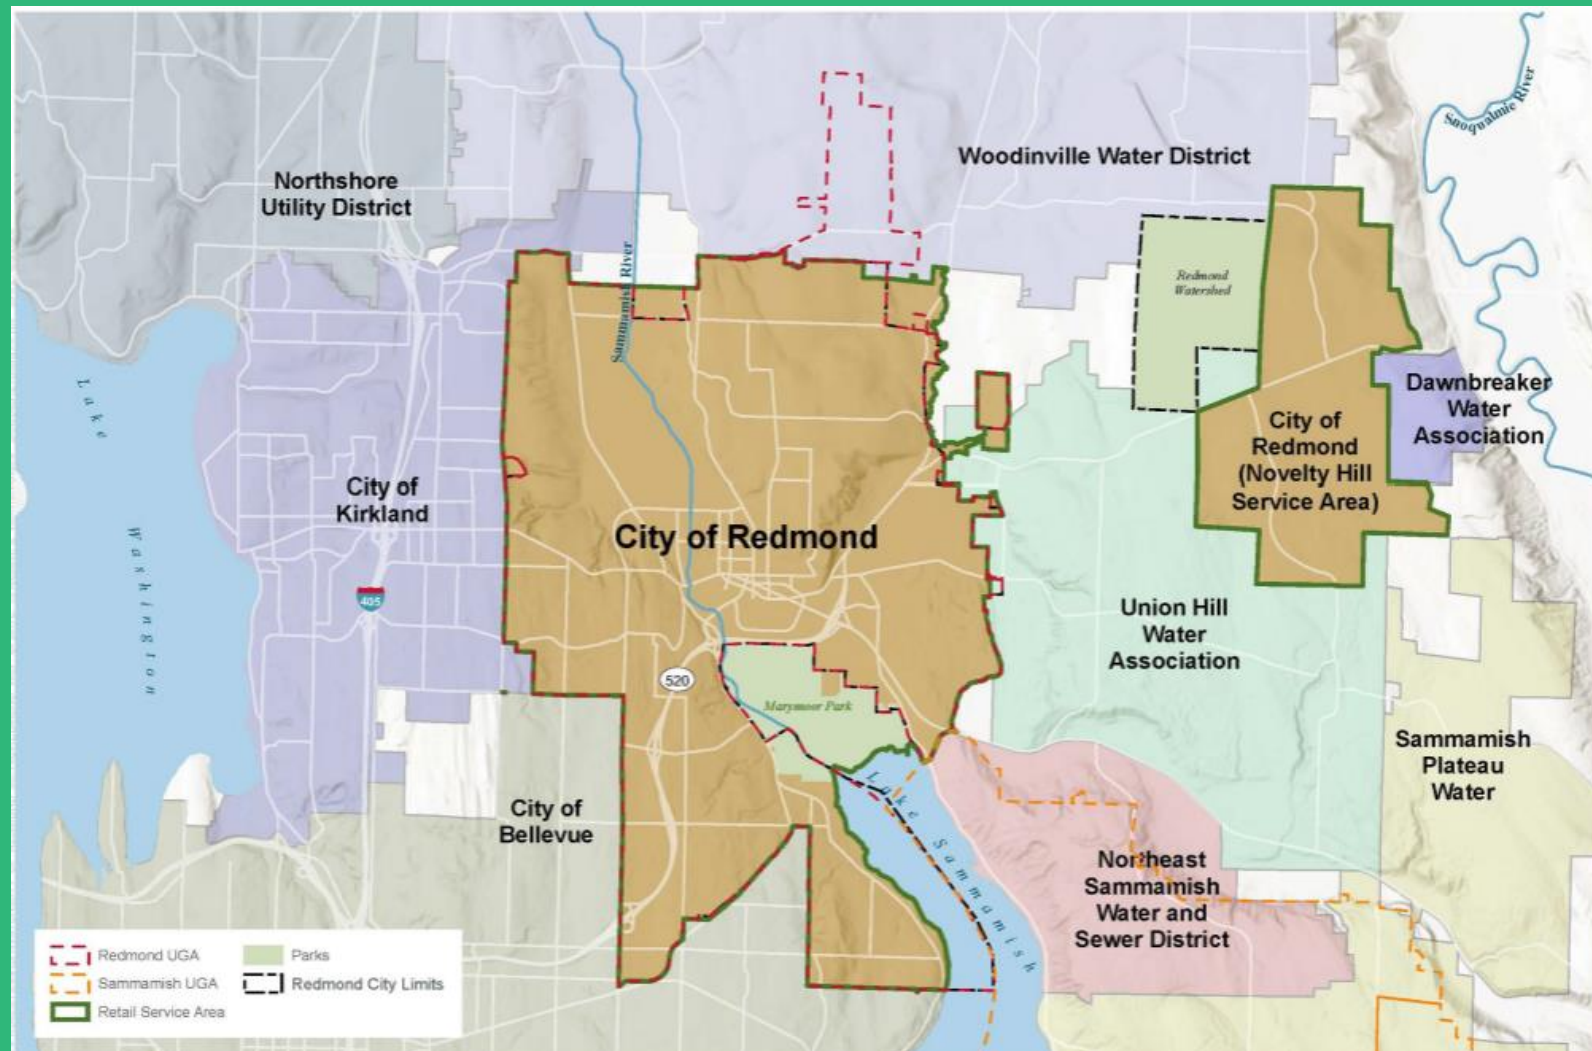 Snoqualmie River
Woodinville Water District
Northshore
Utility District
Sammamish River
Redmond
Watershed
Lake
Washington
Dawnbreaker
Water
Association
City of
Redmond
(Novelty Hill
Service Area)
City of
Kirkland
City of Redmond
405
Union Hill
Water
Association
520
Marymoor Park
Sammamish
Plateau
Water
City of
Bellevue
Lake Sammamish
Northeast
Sammamish
Water and
Sewer District
Redmond UGA
Parks
Sammamish UGA
Redmond City Limits
Retail Service Area